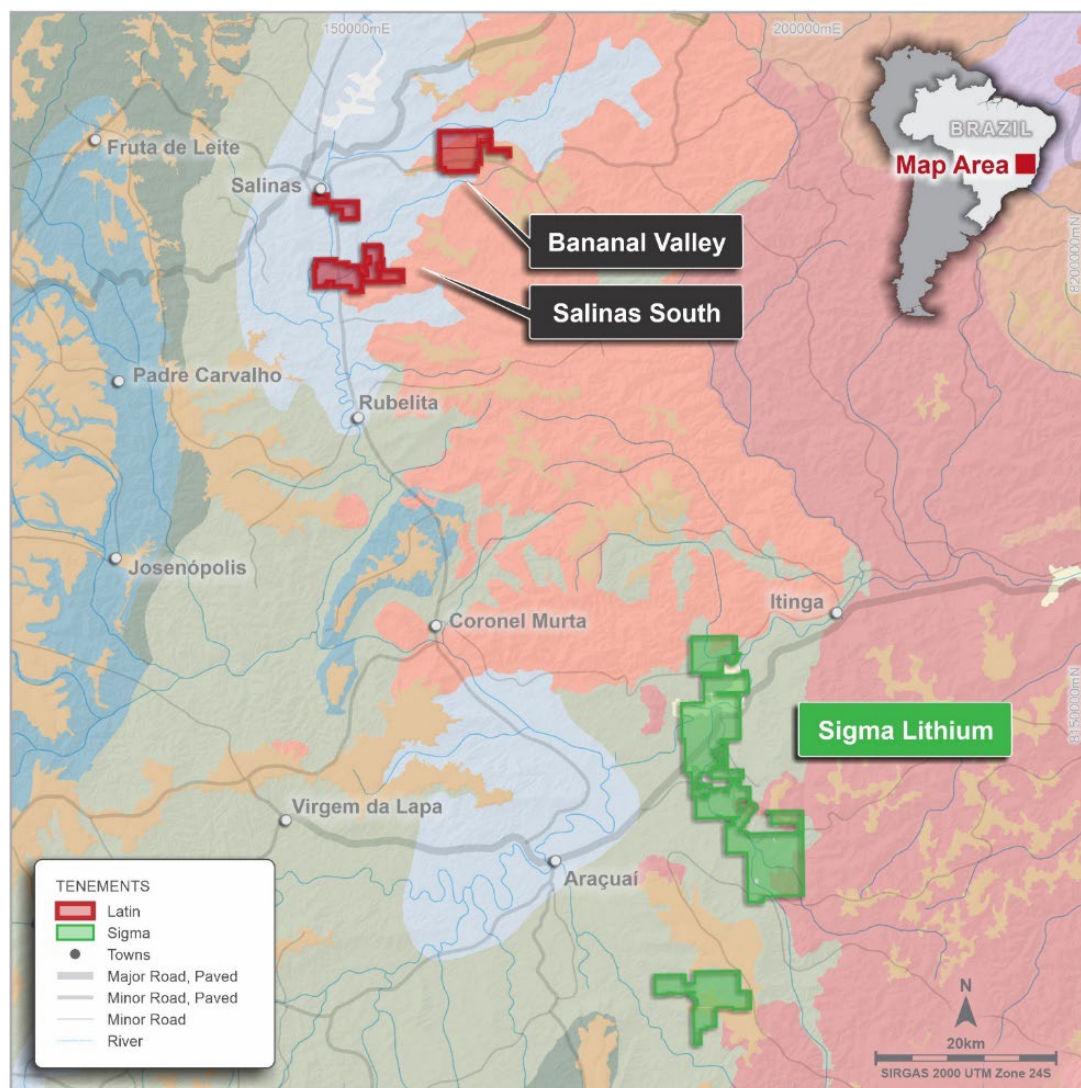 150000mE
200000mE
BRAZIL
Map Area
Fruta de Leite
Salinas
Bananal Valley
8200000mN
Salinas South
Padre Carvalho
Rubelita
Josenópolis
Itinga
Coronel Murta
8150000mN
Sigma Lithium
Virgem da Lapa
Araçuaí
TENEMENTS
Latin
Sigma
Towns
Major Road, Paved
Minor Road, Paved
Minor Road
River
N
20km
SIRGAS 2000 UTM Zone 24S